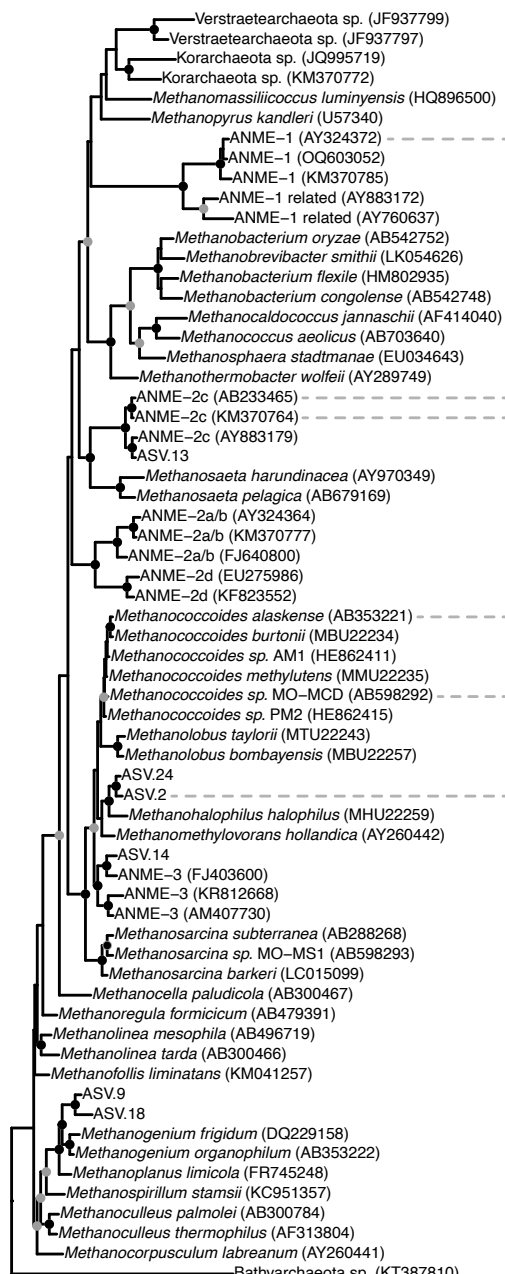 Verstraetearchaeota sp. (JF937799)
Verstraetearchaeota sp. (JF937797)
Korarchaeota sp. (JQ995719)
Korarchaeota sp. (KM370772)
Methanomassiliicoccus luminyensis (HQ896500)
Methanopyrus kandleri (U57340)
ANME−1 (AY324372)
ANME−1 (OQ603052)
ANME−1 (KM370785)
ANME−1 related (AY883172)
ANME−1 related (AY760637)
Methanobacterium oryzae (AB542752)
Methanobrevibacter smithii (LK054626)
Methanobacterium flexile (HM802935)
Methanobacterium congolense (AB542748)
Methanocaldococcus jannaschii (AF414040)
Methanococcus aeolicus (AB703640)
Methanosphaera stadtmanae (EU034643)
Methanothermobacter wolfeii (AY289749)
ANME−2c (AB233465)
ANME−2c (KM370764)
ANME−2c (AY883179)
ASV.13
Methanosaeta harundinacea (AY970349)
Methanosaeta pelagica (AB679169)
ANME−2a/b (AY324364)
ANME−2a/b (KM370777)
ANME−2a/b (FJ640800)
ANME−2d (EU275986)
ANME−2d (KF823552)
Methanococcoides alaskense (AB353221)
Methanococcoides burtonii (MBU22234)
Methanococcoides sp. AM1 (HE862411)
Methanococcoides methylutens (MMU22235)
Methanococcoides sp. MO−MCD (AB598292)
Methanococcoides sp. PM2 (HE862415)
Methanolobus taylorii (MTU22243)
Methanolobus bombayensis (MBU22257)
ASV.24
ASV.2
Methanohalophilus halophilus (MHU22259)
Methanomethylovorans hollandica (AY260442)
ASV.14
ANME−3 (FJ403600)
ANME−3 (KR812668)
ANME−3 (AM407730)
Methanosarcina subterranea (AB288268)
Methanosarcina sp. MO−MS1 (AB598293)
Methanosarcina barkeri (LC015099)
Methanocella paludicola (AB300467)
Methanoregula formicicum (AB479391)
Methanolinea mesophila (AB496719)
Methanolinea tarda (AB300466)
Methanofollis liminatans (KM041257)
ASV.9
ASV.18
Methanogenium frigidum (DQ229158)
Methanogenium organophilum (AB353222)
Methanoplanus limicola (FR745248)
Methanospirillum stamsii (KC951357)
Methanoculleus palmolei (AB300784)
Methanoculleus thermophilus (AF313804)
Methanocorpusculum labreanum (AY260441)
Bathyarchaeota sp. (KT387810)